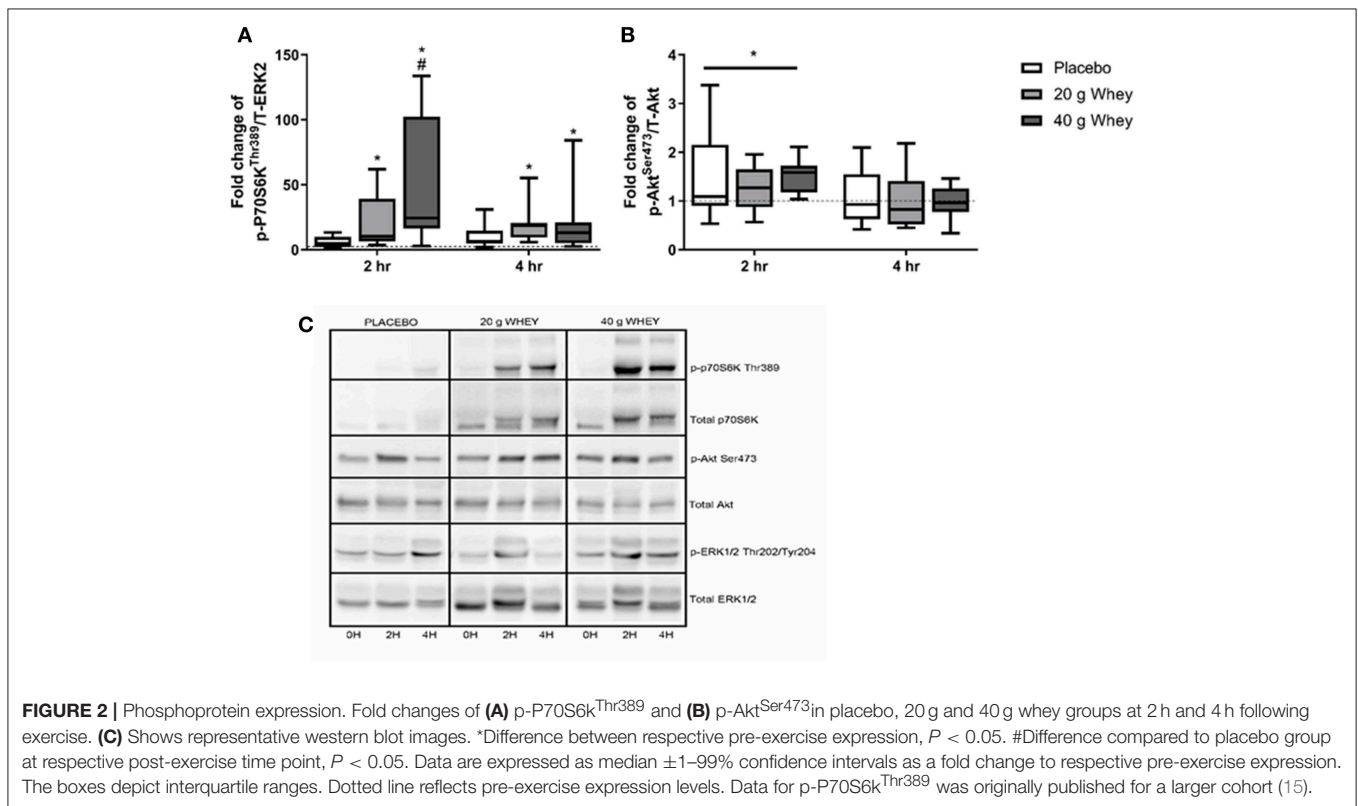 A
Fold change of
p-P70S6K^Thr389/T-ERK2
150
100
50
0
*
*
#
*
*
2 hr
4 hr
B
Fold change of
p-Akt^Ser473/T-Akt
4
3
2
1
0
*
2 hr
4 hr
Placebo
20 g Whey
40 g Whey
C
PLACEBO
20 g WHEY
40 g WHEY
p-p70S6K Thr389
Total p70S6K
p-Akt Ser473
Total Akt
p-ERK1/2 Thr202/Tyr204
Total ERK1/2
0H 2H 4H 0H 2H 4H 0H 2H 4H
FIGURE 2 | Phosphoprotein expression. Fold changes of (A) p-P70S6k^Thr389 and (B) p-Akt^Ser473in placebo, 20 g and 40 g whey groups at 2 h and 4 h following
exercise. (C) Shows representative western blot images. *Difference between respective pre-exercise expression, P < 0.05. #Difference compared to placebo group
at respective post-exercise time point, P < 0.05. Data are expressed as median ±1–99% confidence intervals as a fold change to respective pre-exercise expression.
The boxes depict interquartile ranges. Dotted line reflects pre-exercise expression levels. Data for p-P70S6k^Thr389 was originally published for a larger cohort (15).